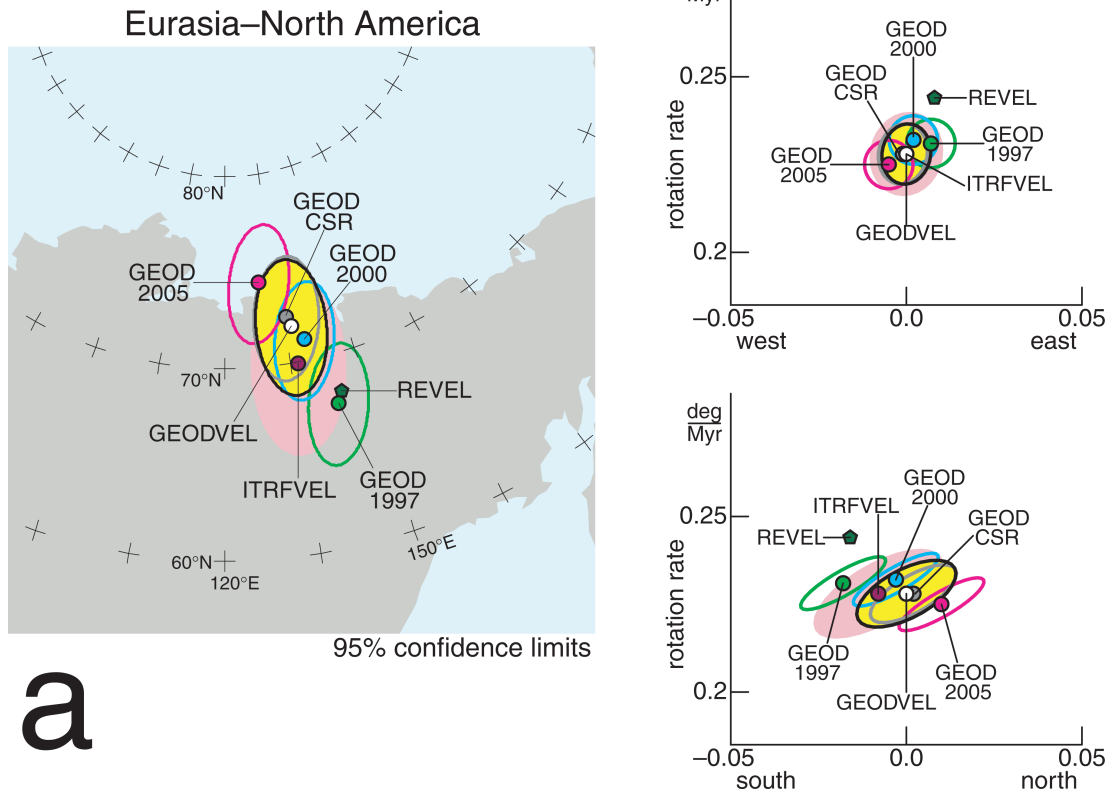 Eurasia–North America
80°N
GEOD
CSR
GEOD
2000
GEOD
2005
70°N
REVEL
GEODVEL
ITRFVEL
GEOD
1997
150°E
60°N
120°E
95% confidence limits
a
GEOD
2000
0.25
GEOD
CSR
REVEL
rotation rate
GEOD
1997
GEOD
2005
ITRFVEL
GEODVEL
0.2
–0.05
0.0
0.05
west
east
deg
Myr
GEOD
2000
ITRFVEL
0.25
GEOD
CSR
REVEL
rotation rate
GEOD
1997
GEOD
2005
0.2
GEODVEL
–0.05
0.0
0.05
south
north